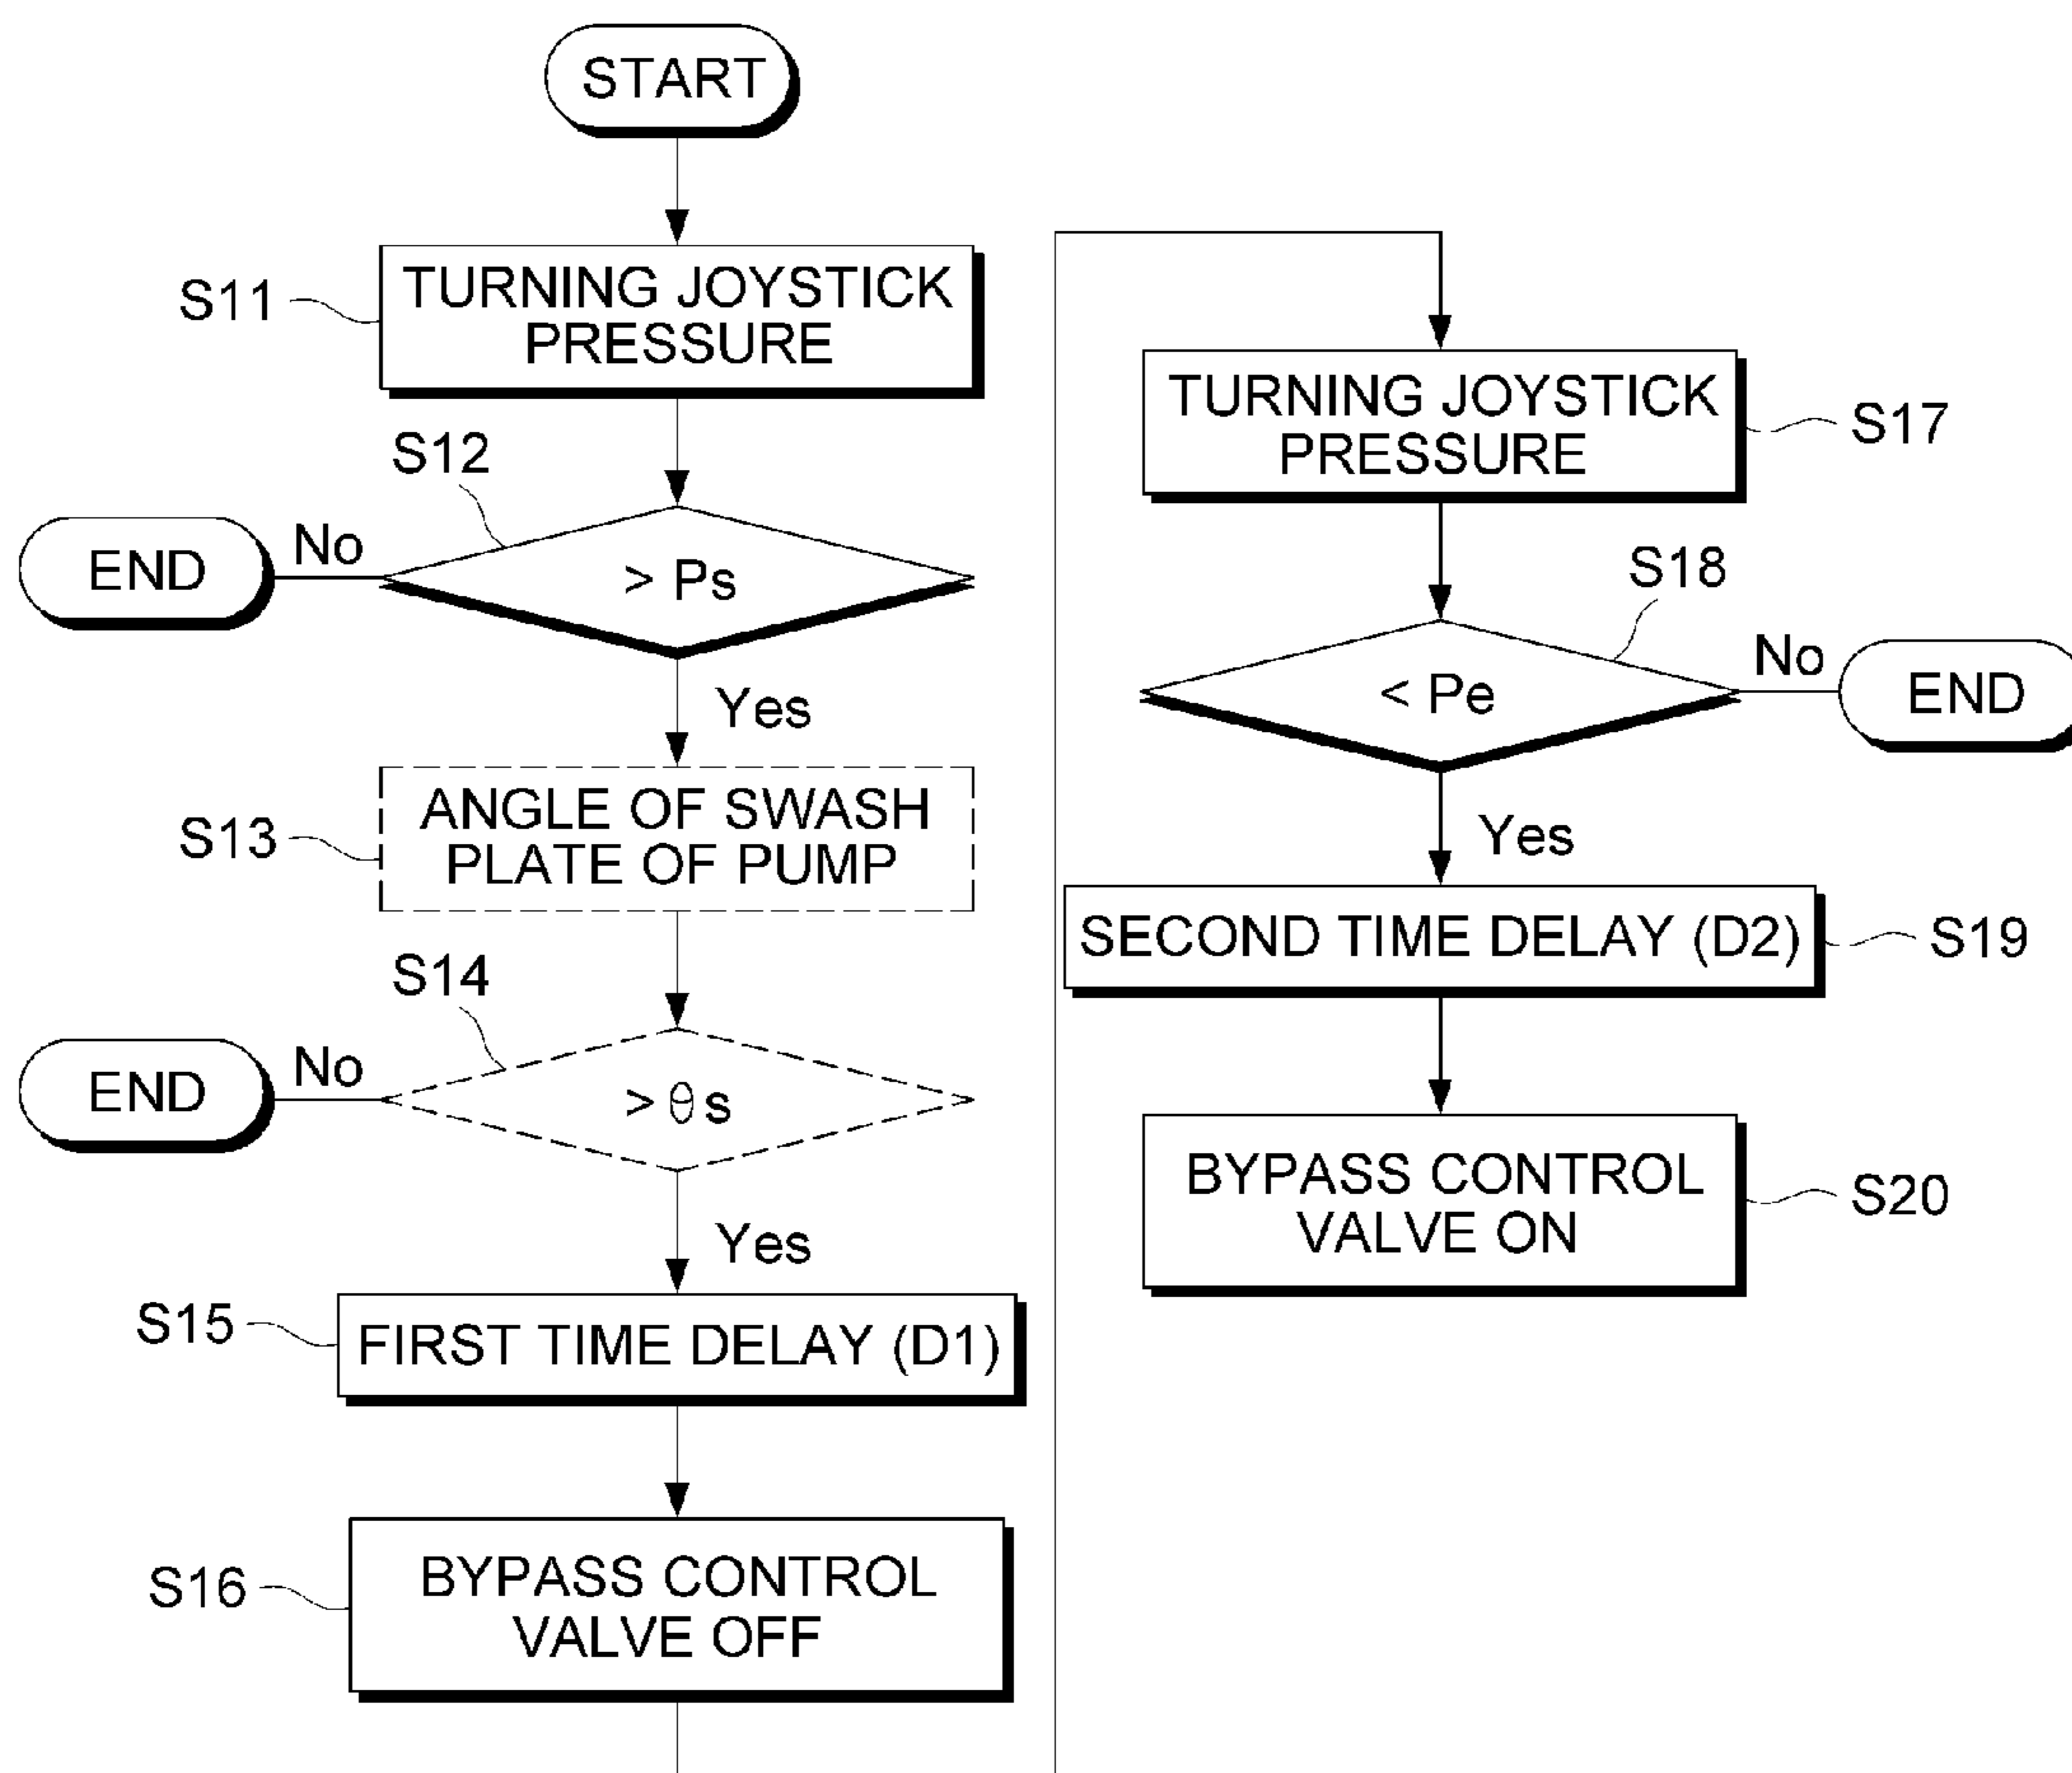 START
S11
TURNING JOYSTICK
PRESSURE
S12
END
No
> Ps
Yes
S13
ANGLE OF SWASH
PLATE OF PUMP
S14
END
No
> θs
Yes
S15
FIRST TIME DELAY (D1)
S16
BYPASS CONTROL
VALVE OFF
TURNING JOYSTICK
PRESSURE
S17
S18
< Pe
No
END
Yes
SECOND TIME DELAY (D2)
S19
BYPASS CONTROL
VALVE ON
S20